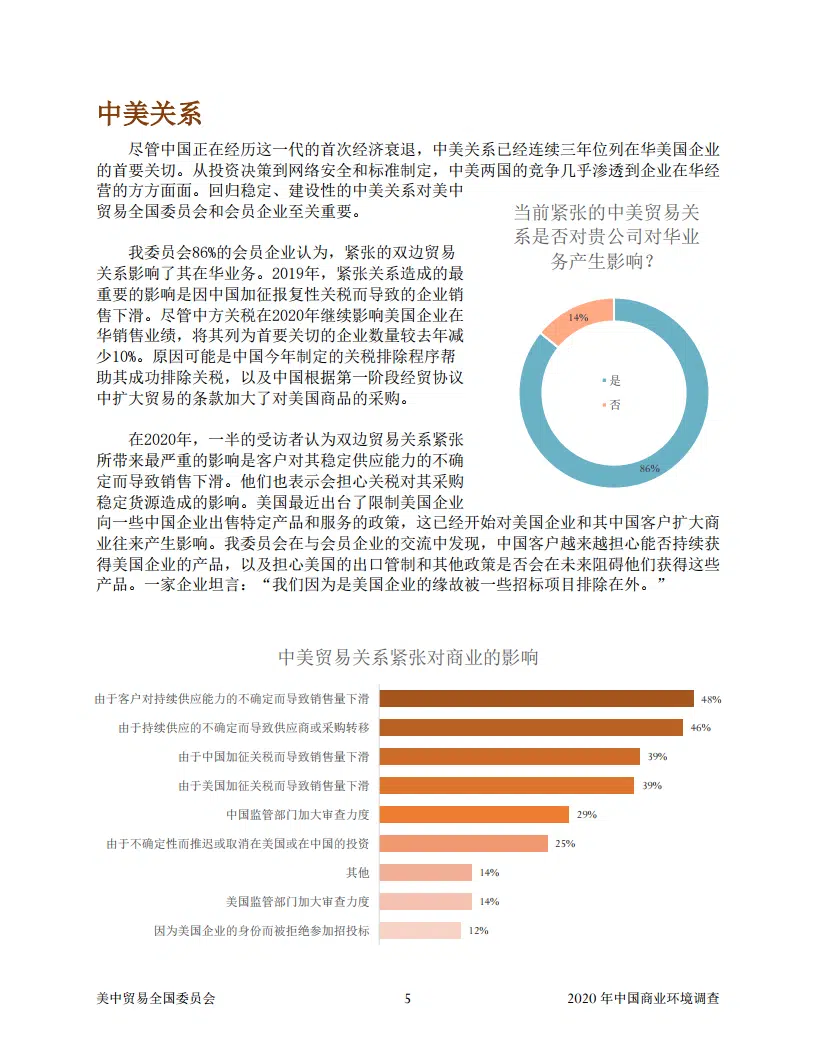 中美关系
尽管中国正在经历这一代的首次经济衰退，中美关系已经连续三年位列在华美国企业
的首要关切。从投资决策到网络安全和标准制定，中美两国的竞争几乎渗透到企业在华经
营的方方面面。回归稳定、建设性的中美关系对美中
贸易全国委员会和会员企业至关重要。
我委员会86%的会员企业认为，紧张的双边贸易
关系影响了其在华业务。2019年，紧张关系造成的最
重要的影响是因中国加征报复性关税而导致的企业销
售下滑。尽管中方关税在2020年继续影响美国企业在
华销售业绩，将其列为首要关切的企业数量较去年减
少10%。原因可能是中国今年制定的关税排除程序帮
助其成功排除关税，以及中国根据第一阶段经贸协议
中扩大贸易的条款加大了对美国商品的采购。
在2020年，一半的受访者认为双边贸易关系紧张
所带来最严重的影响是客户对其稳定供应能力的不确
定而导致销售下滑。他们也表示会担心关税对其采购
稳定货源造成的影响。美国最近出台了限制美国企业
向一些中国企业出售特定产品和服务的政策，这已经开始对美国企业和其中国客户扩大商
业往来产生影响。我委员会在与会员企业的交流中发现，中国客户越来越担心能否持续获
得美国企业的产品，以及担心美国的出口管制和其他政策是否会在未来阻碍他们获得这些
产品。一家企业坦言：“我们因为是美国企业的缘故被一些招标项目排除在外。”
当前紧张的中美贸易关
系是否对贵公司对华业
务产生影响？
14%
是
否
86%
中美贸易关系紧张对商业的影响
由于客户对持续供应能力的不确定而导致销售量下滑 48%
由于持续供应的不确定而导致供应商或采购转移 46%
由于中国加征关税而导致销售量下滑 39%
由于美国加征关税而导致销售量下滑 39%
中国监管部门加大审查力度 29%
由于不确定性而推迟或取消在美国或在中国的投资 25%
其他 14%
美国监管部门加大审查力度 14%
因为美国企业的身份而被拒绝参加招投标 12%
美中贸易全国委员会 5 2020 年中国商业环境调查